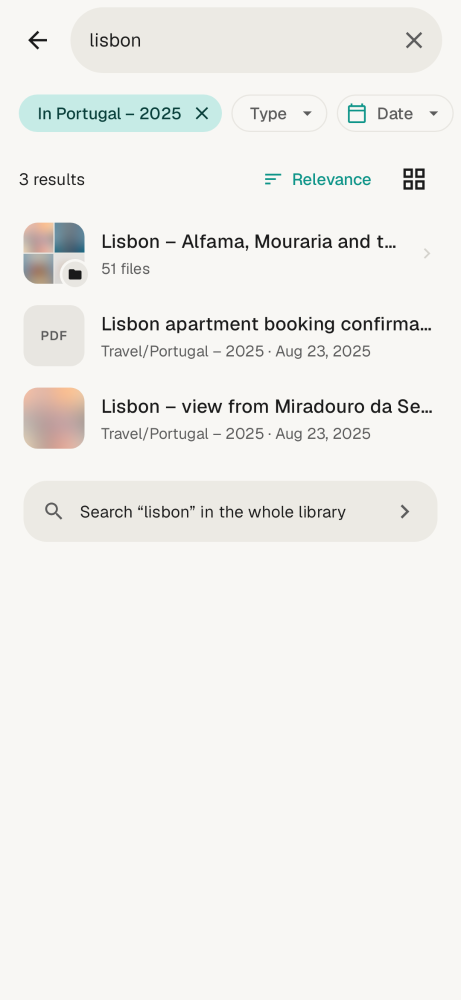 lisbon
In Portugal – 2025
Type
Date
3 results
Relevance
Lisbon – Alfama, Mouraria and t...
51 files
PDF
Lisbon apartment booking confirma...
Travel/Portugal – 2025 · Aug 23, 2025
Lisbon – view from Miradouro da Se...
Travel/Portugal – 2025 · Aug 23, 2025
Search “lisbon” in the whole library